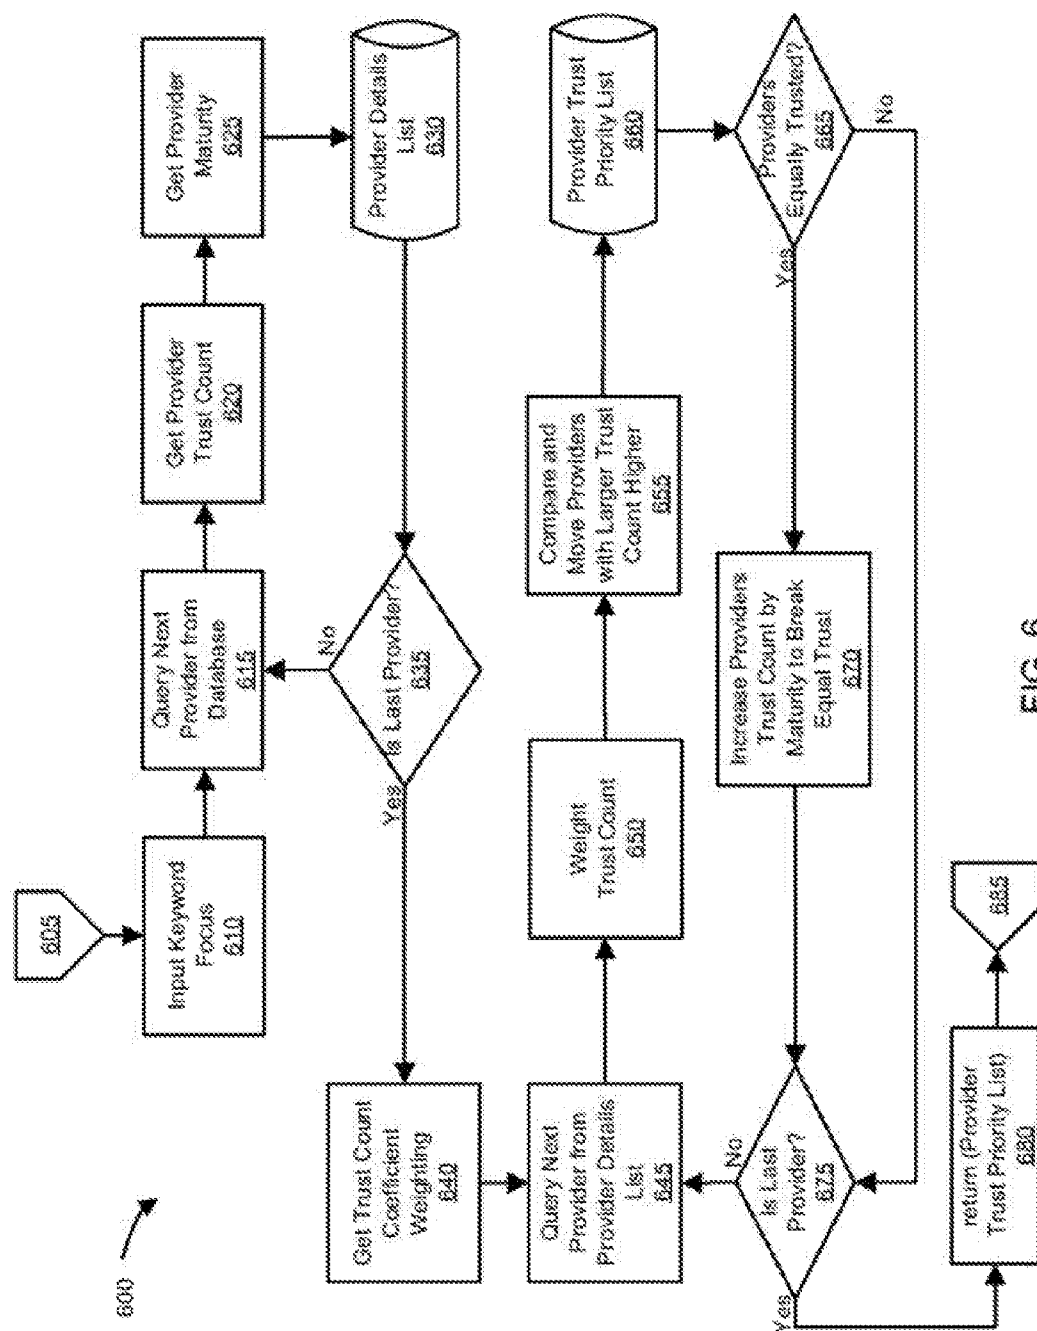 600
605
Input Keyword
Focus
610
Query Next
Provider from
Database
615
Get Provider
Trust Count
620
Get Provider
Maturity
625
Provider Details
List
630
Is Last Provider?
635
No
Yes
Get Trust Count
Coefficient
Weighting
640
Query Next
Provider from
Provider Details
List
645
Weight
Trust Count
650
Compare and
Move Providers
with Larger Trust
Count Higher
655
Provider Trust
Priority List
660
Providers
Equally Trusted?
665
Yes
No
Increase Providers
Trust Count by
Maturity to Break
Equal Trust
670
Is Last
Provider?
675
No
Yes
return (Provider
Trust Priority List)
680
685
FIG. 6